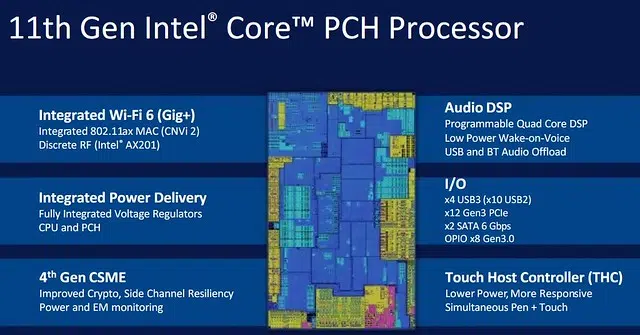 11th Gen Intel® Core™ PCH Processor
Integrated Wi-Fi 6 (Gig+)
Integrated 802.11ax MAC (CNVi 2)
Discrete RF (Intel® AX201)
Integrated Power Delivery
Fully Integrated Voltage Regulators
CPU and PCH
4th Gen CSME
Improved Crypto, Side Channel Resiliency
Power and EM monitoring
Audio DSP
Programmable Quad Core DSP
Low Power Wake-on-Voice
USB and BT Audio Offload
I/O
x4 USB3 (x10 USB2)
x12 Gen3 PCIe
x2 SATA 6 Gbps
OPIO x8 Gen3.0
Touch Host Controller (THC)
Lower Power, More Responsive
Simultaneous Pen + Touch